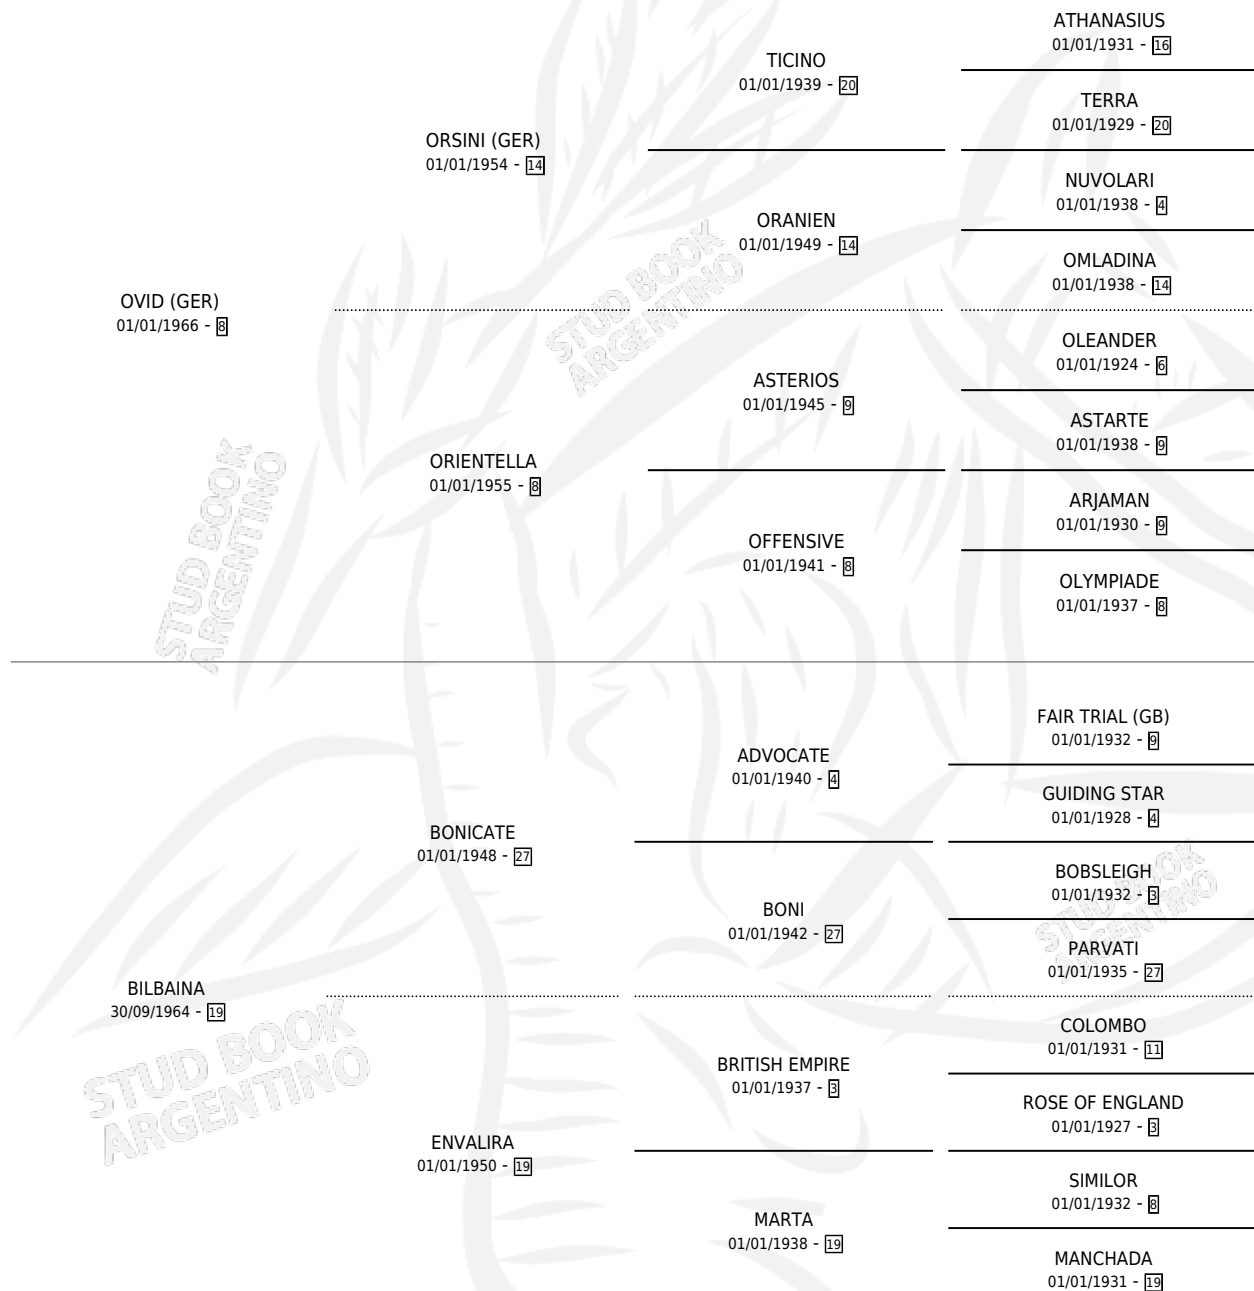 ATHANASIUS
01/01/1931 - 16
TICINO
01/01/1939 - 20
TERRA
01/01/1929 - 20
ORSINI (GER)
01/01/1954 - 14
NUVOLARI
01/01/1938 - 4
ORANIEN
01/01/1949 - 14
OMLADINA
01/01/1938 - 14
OVID (GER)
01/01/1966 - 8
STUD BOOK
ARGENTINO
OLEANDER
01/01/1924 - 6
ASTERIOS
01/01/1945 - 9
ASTARTE
01/01/1938 - 9
ORIENTELLA
01/01/1955 - 8
ARJAMAN
01/01/1930 - 9
OFFENSIVE
01/01/1941 - 8
OLYMPIADE
01/01/1937 - 8
STUD BOOK
ARGENTINO
FAIR TRIAL (GB)
01/01/1932 - 9
ADVOCATE
01/01/1940 - 4
GUIDING STAR
01/01/1928 - 4
BONICATE
01/01/1948 - 27
BOBSLEIGH
01/01/1932 - 3
BONI
01/01/1942 - 27
PARVATI
01/01/1935 - 27
STUD BOOK
ARGENTINO
BILBAINA
30/09/1964 - 19
COLOMBO
01/01/1931 - 11
BRITISH EMPIRE
01/01/1937 - 3
ROSE OF ENGLAND
01/01/1927 - 3
STUD BOOK
ARGENTINO
ENVALIRA
01/01/1950 - 19
SIMILOR
01/01/1932 - 8
MARTA
01/01/1938 - 19
MANCHADA
01/01/1931 - 19